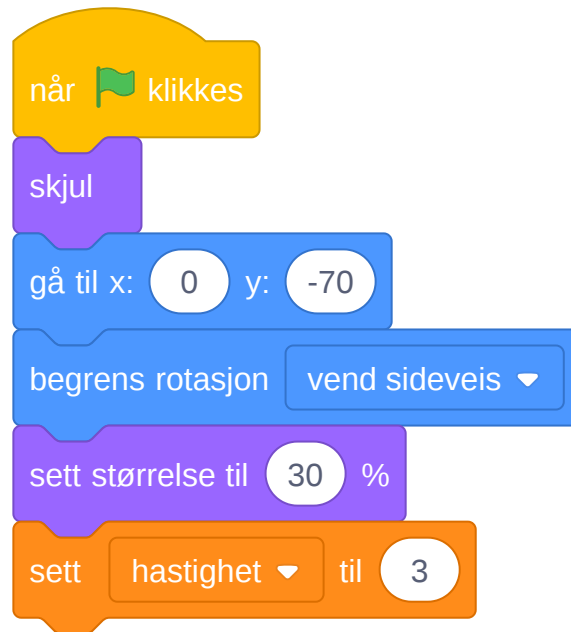 når klikkes
skjul
gå til x: 0 y: -70
begrens rotasjon vend sideveis
sett størrelse til 30 %
sett hastighet til 3